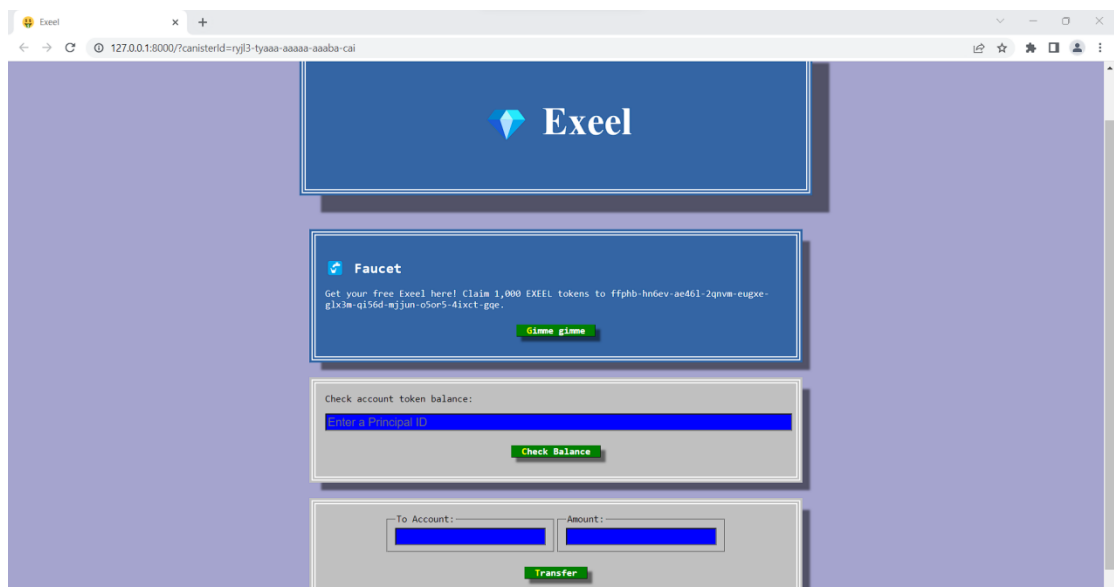 Exeel
127.0.0.1:8000/?canisterId=ryjl3-tyaaa-aaaaa-aaaba-cai
Exeel
Faucet
Get your free Exeel here! Claim 1,000 EXEEL tokens to ffphb-hn6ev-ae46l-2qnvm-eugxe-
glx3m-qi56d-mjjun-o5or5-4ixct-gqe.
Gimme gimme
Check account token balance:
Enter a Principal ID
Check Balance
To Account: Amount:
Transfer